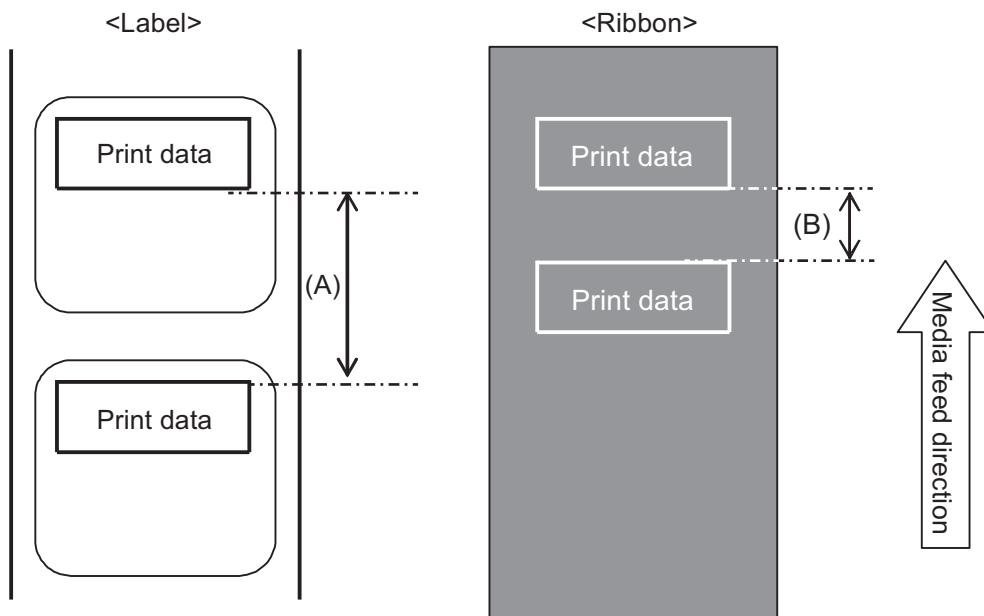 <Label>
<Ribbon>
Print data
Print data
(A)
(B)
Print data
Print data
Media feed direction